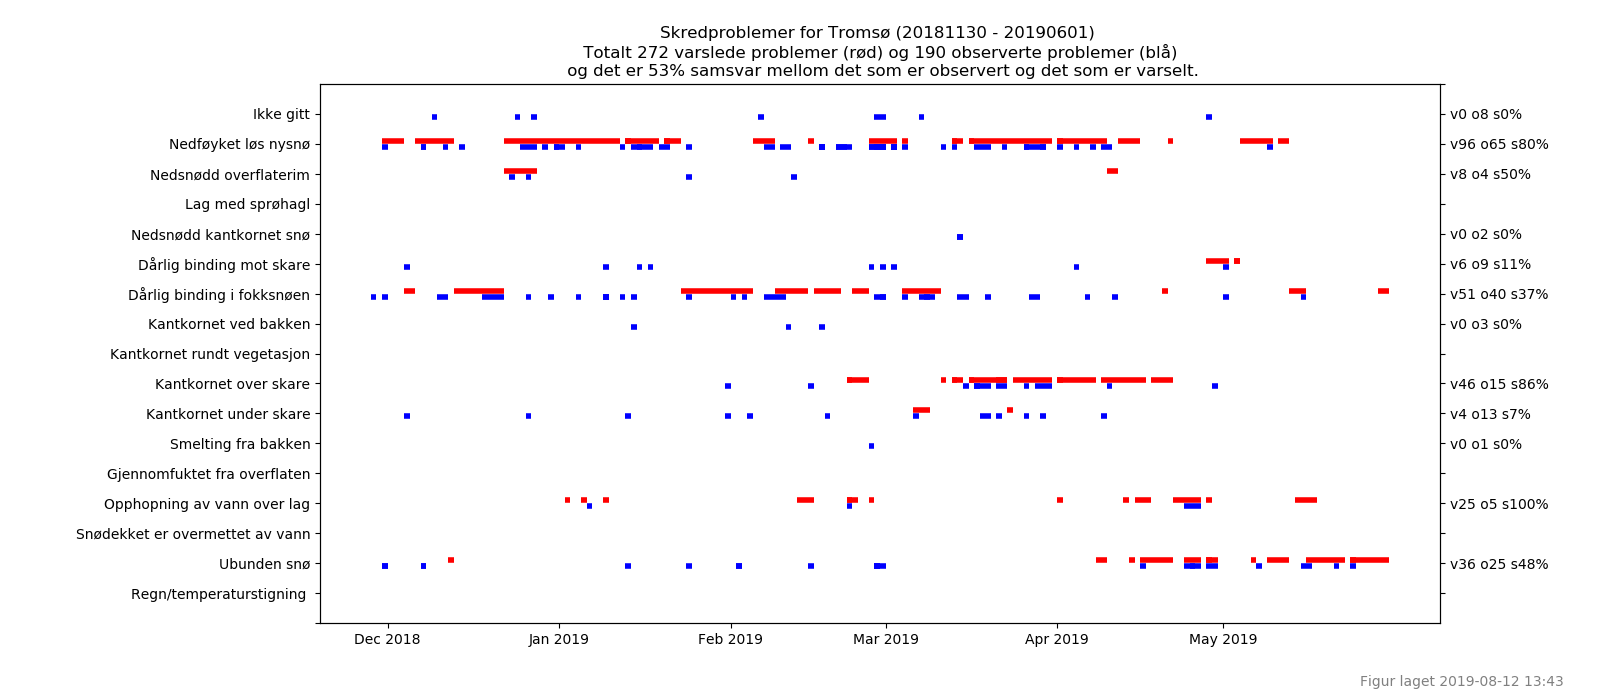 Skredproblemer for Tromsø (20181130 - 20190601)
Totalt 272 varslede problemer (rød) og 190 observerte problemer (blå)
og det er 53% samsvar mellom det som er observert og det som er varselt.
Ikke gitt v0 o8 s0%
Nedføyket løs nysnø v96 o65 s80%
Nedsnødd overflaterim v8 o4 s50%
Lag med sprøhagl
Nedsnødd kantkornet snø v0 o2 s0%
Dårlig binding mot skare v6 o9 s11%
Dårlig binding i fokksnøen v51 o40 s37%
Kantkornet ved bakken v0 o3 s0%
Kantkornet rundt vegetasjon
Kantkornet over skare v46 o15 s86%
Kantkornet under skare v4 o13 s7%
Smelting fra bakken v0 o1 s0%
Gjennomfuktet fra overflaten
Opphopning av vann over lag v25 o5 s100%
Snødekket er overmettet av vann
Ubunden snø v36 o25 s48%
Regn/temperaturstigning
Dec 2018 Jan 2019 Feb 2019 Mar 2019 Apr 2019 May 2019
Figur laget 2019-08-12 13:43